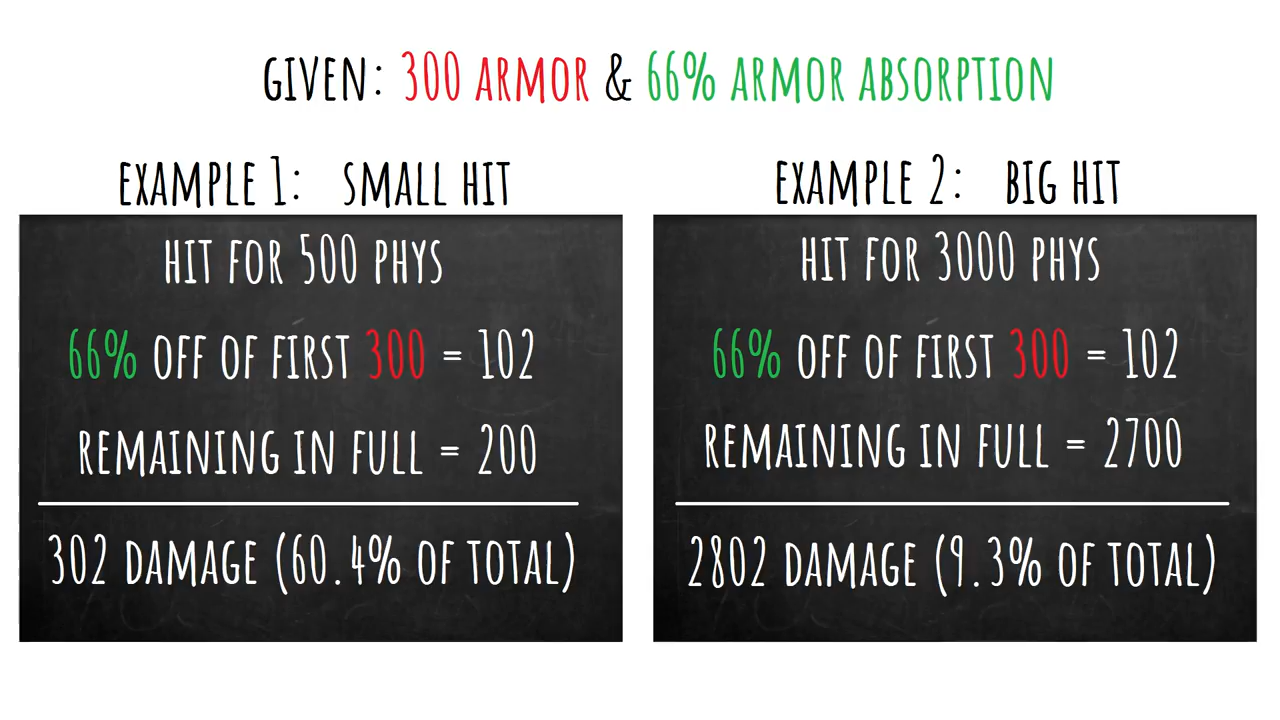 GIVEN: 300 ARMOR & 66% ARMOR ABSORPTION
EXAMPLE 1: SMALL HIT
HIT FOR 500 PHYS
66% OFF OF FIRST 300 = 102
REMAINING IN FULL = 200
302 DAMAGE (60.4% OF TOTAL)
EXAMPLE 2: BIG HIT
HIT FOR 3000 PHYS
66% OFF OF FIRST 300 = 102
REMAINING IN FULL = 2700
2802 DAMAGE (9.3% OF TOTAL)